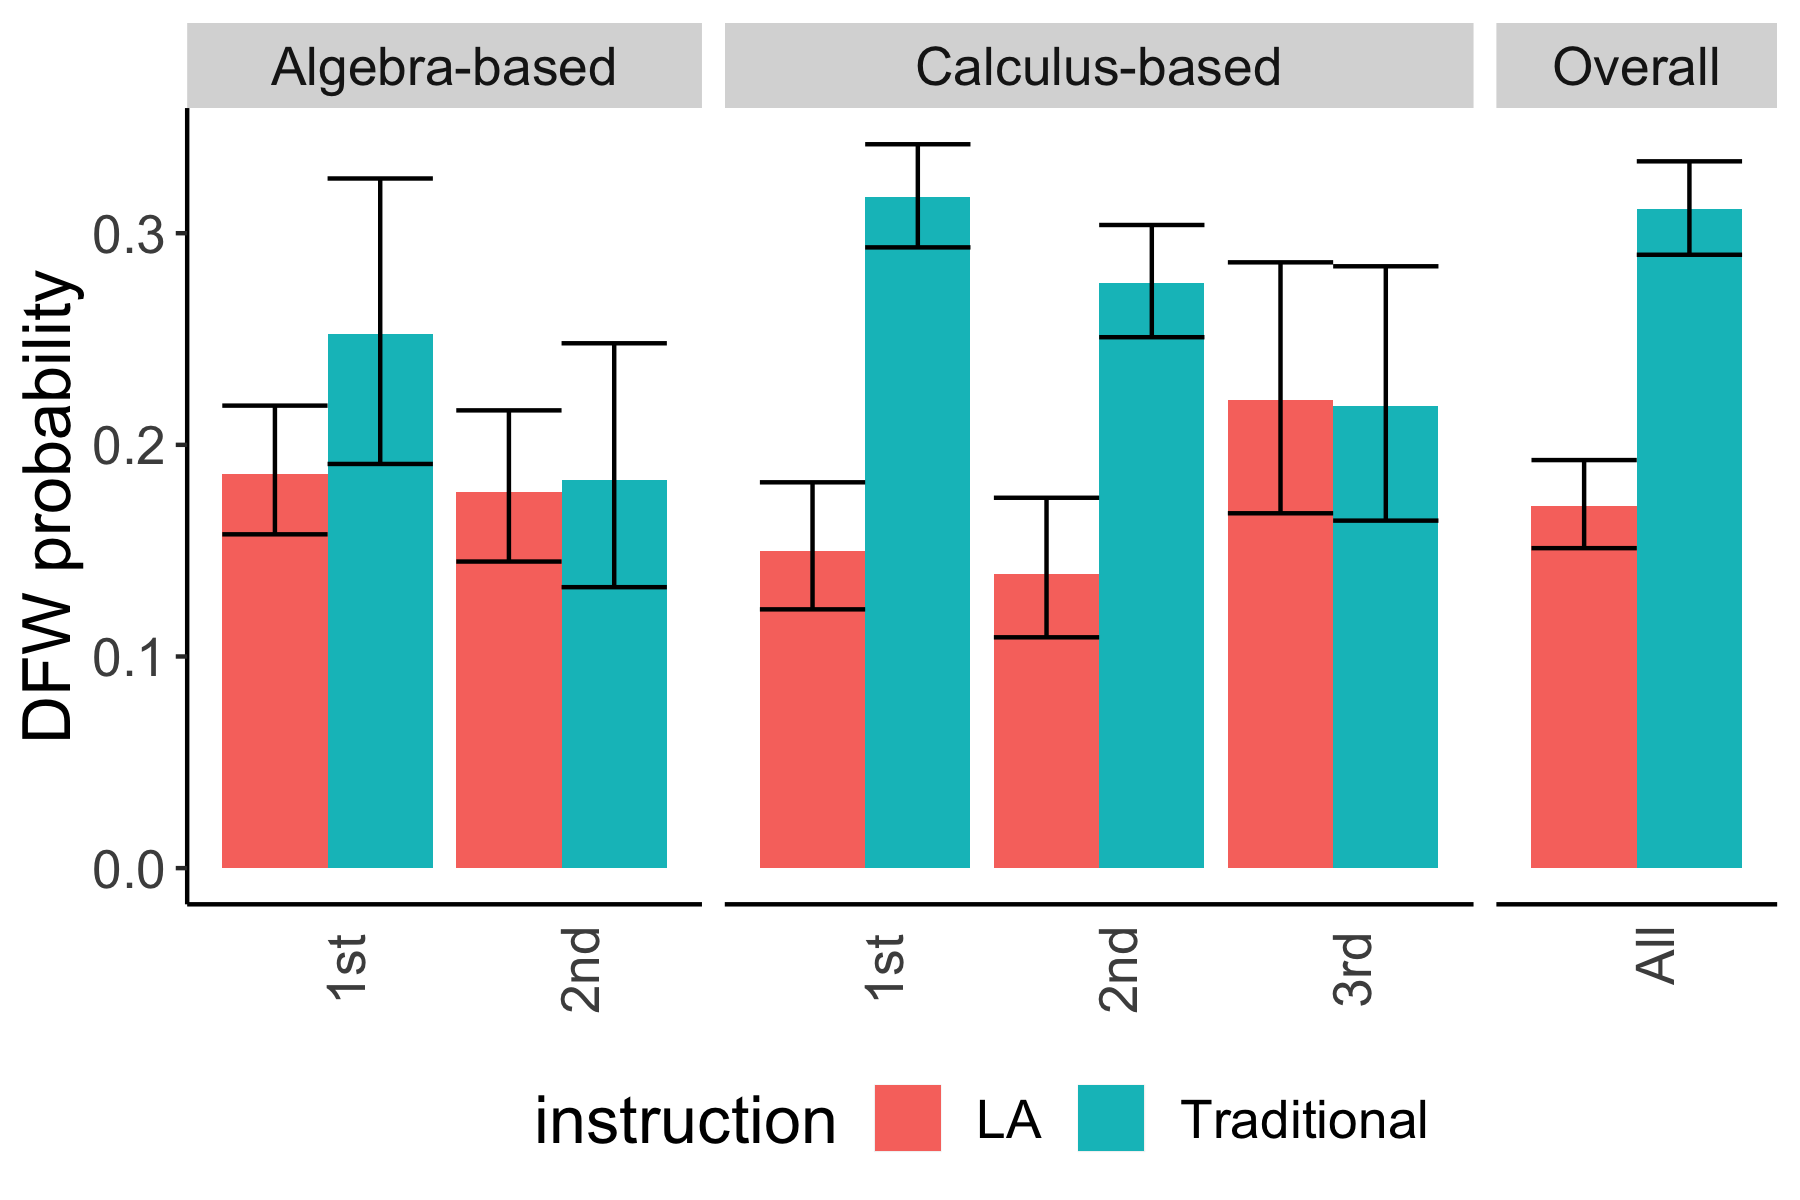 Algebra-based Calculus-based Overall
DFW probability
0.3
0.2
0.1
0.0
1st 2nd 1st 2nd 3rd All
instruction LA Traditional